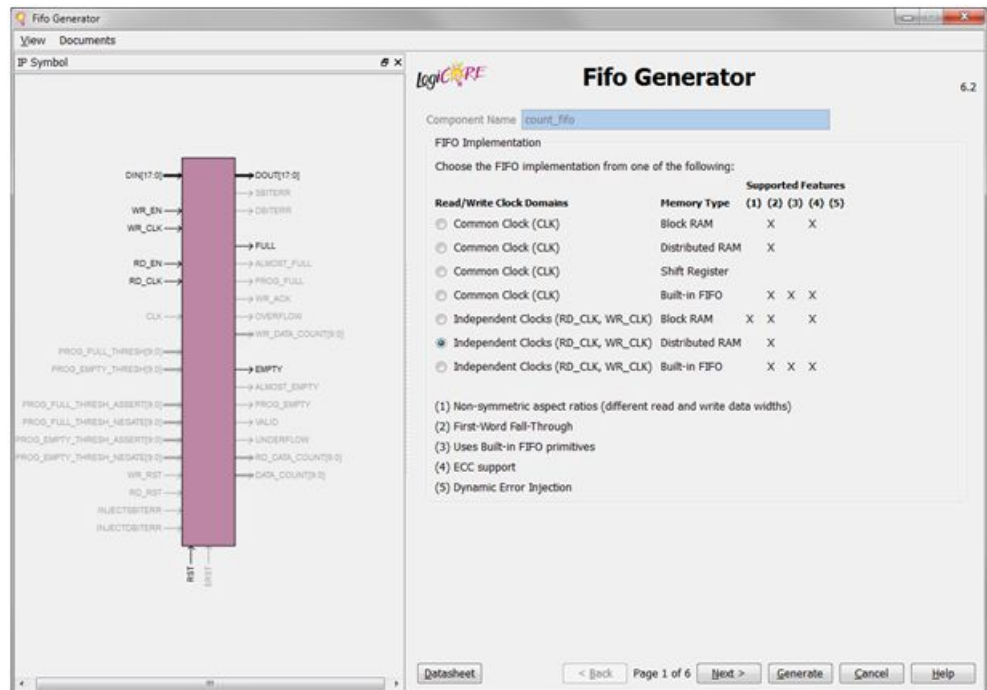 Fifo Generator
View Documents
IP Symbol
DIN[17:0]
WR_EN
WR_CLK
RD_EN
RD_CLK
CLK
PROG_FULL_THRESH[9:0]
PROG_EMPTY_THRESH[9:0]
PROG_FULL_THRESH_ASSERT[9:0]
PROG_FULL_THRESH_NEGATE[9:0]
PROG_EMPTY_THRESH_ASSERT[9:0]
PROG_EMPTY_THRESH_NEGATE[9:0]
WR_RST
RD_RST
INJECTSBITERR
INJECTDBITERR
DOUT[17:0]
SBITERR
DBITERR
FULL
ALMOST_FULL
PROG_FULL
WR_ACK
OVERFLOW
WR_DATA_COUNT[9:0]
EMPTY
ALMOST_EMPTY
PROG_EMPTY
VALID
UNDERFLOW
RD_DATA_COUNT[9:0]
DATA_COUNT[9:0]
RST
SRST
LogiCORE
Fifo Generator
6.2
Component Name count_fifo
FIFO Implementation
Choose the FIFO implementation from one of the following:
Supported Features
Read/Write Clock Domains Memory Type (1) (2) (3) (4) (5)
Common Clock (CLK) Block RAM X X
Common Clock (CLK) Distributed RAM X
Common Clock (CLK) Shift Register
Common Clock (CLK) Built-in FIFO X X X
Independent Clocks (RD_CLK, WR_CLK) Block RAM X X X
Independent Clocks (RD_CLK, WR_CLK) Distributed RAM X
Independent Clocks (RD_CLK, WR_CLK) Built-in FIFO X X X
(1) Non-symmetric aspect ratios (different read and write data widths)
(2) First-Word Fall-Through
(3) Uses Built-in FIFO primitives
(4) ECC support
(5) Dynamic Error Injection
Datasheet < Back Page 1 of 6 Next > Generate Cancel Help